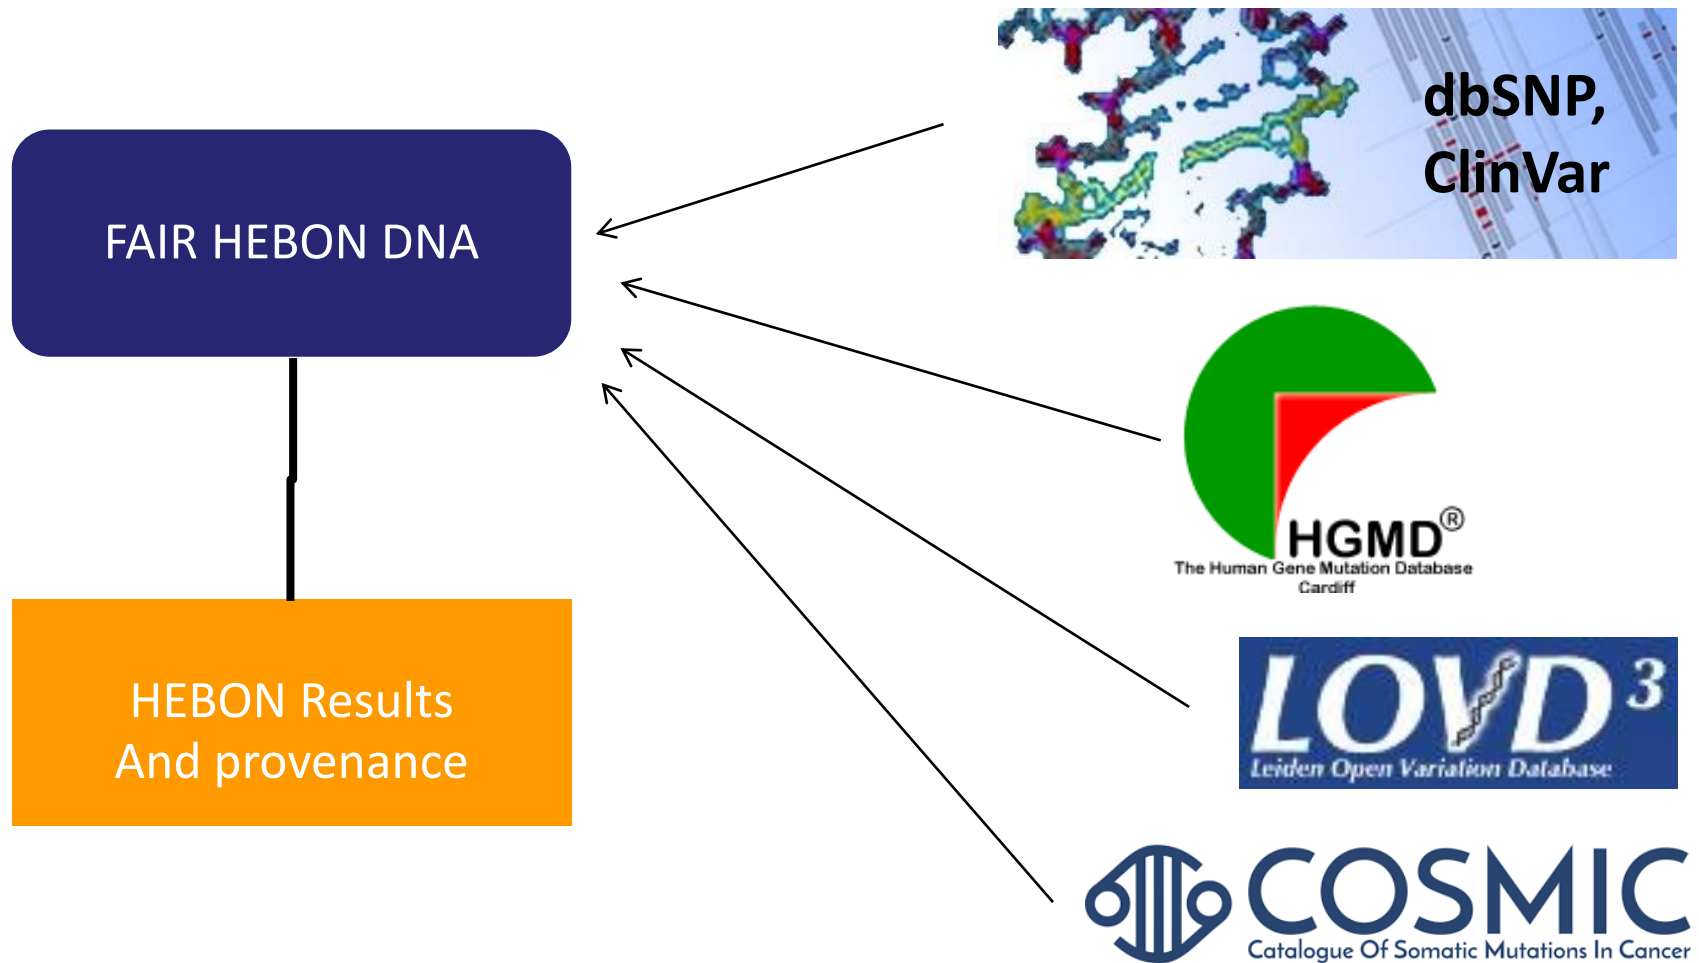 FAIR HEBON DNA
HEBON Results
And provenance
dbSNP,
ClinVar
HGMD®
The Human Gene Mutation Database
Cardiff
LOVD³
Leiden Open Variation Database
COSMIC
Catalogue Of Somatic Mutations In Cancer